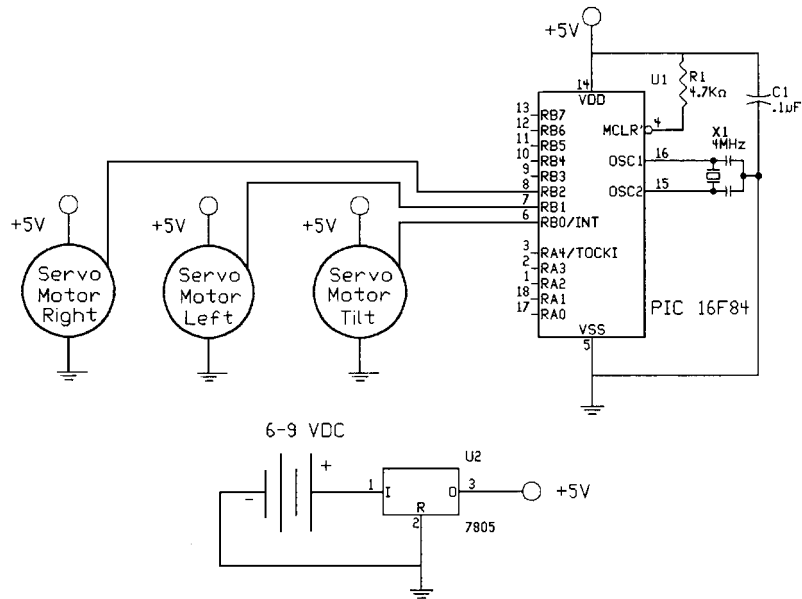 +5V
U1
R1
4.7KΩ
C1
.1µF
14
VDD
MCLR'
4
X1
4MHz
13
RB7
12
RB6
11
RB5
10
RB4
9
RB3
8
RB2
7
RB1
6
RB0/INT
OSC1
16
OSC2
15
3
RA4/TOCKI
2
RA3
1
RA2
18
RA1
17
RA0
VSS
5
PIC 16F84
+5V
Servo
Motor
Right
+5V
Servo
Motor
Left
+5V
Servo
Motor
Tilt
6-9 VDC
-
+
U2
1
I
O
3
R
2
7805
+5V